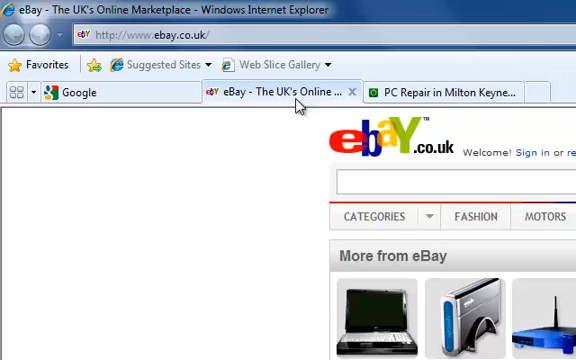 eBay - The UK's Online Marketplace - Windows Internet Explorer
http://www.ebay.co.uk/
Favorites Suggested Sites Web Slice Gallery
Google eBay - The UK's Online ... PC Repair in Milton Keyne...
ebay.co.uk™
Welcome! Sign in or re
CATEGORIES FASHION MOTORS
More from eBay